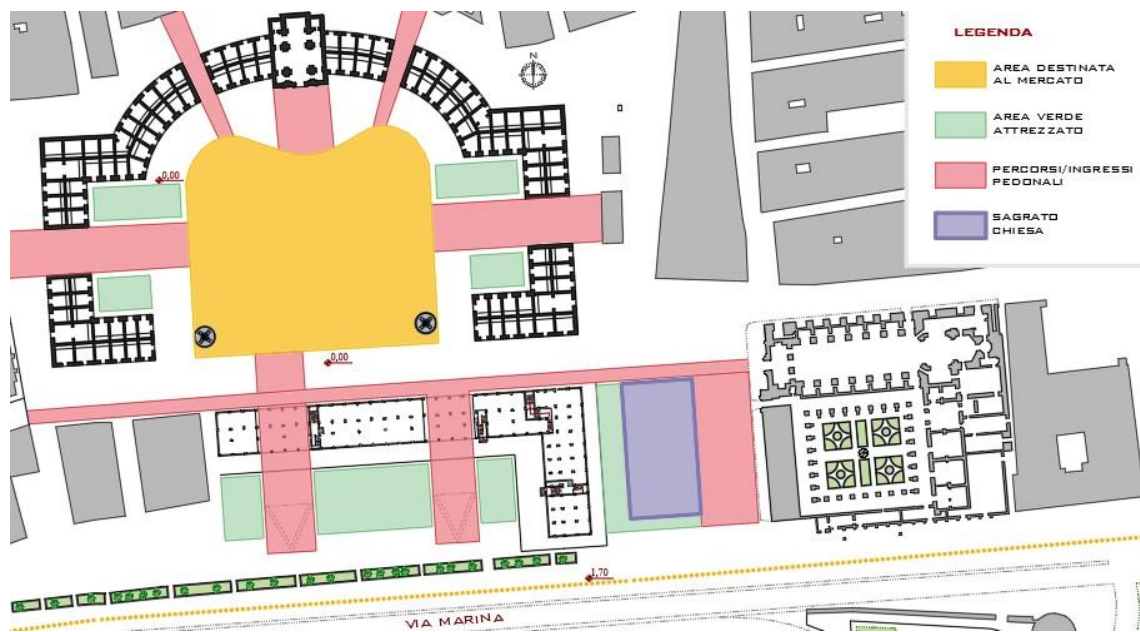 LEGENDA
AREA DESTINATA
AL MERCATO
AREA VERDE
ATTREZZATO
PERCORSI/INGRESSI
PEDONALI
SAGRATO
CHIESA
N
0,00
0,00
1,70
VIA MARINA